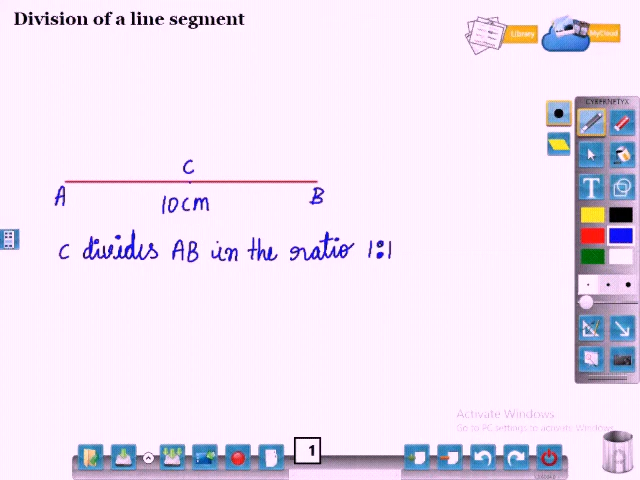 Division of a line segment
Library
MyCloud
CYBERNETYX
C
A
10cm
B
C divides AB in the ratio 1:1
T
Activate Windows
Go to PC settings to activate Windows.
1